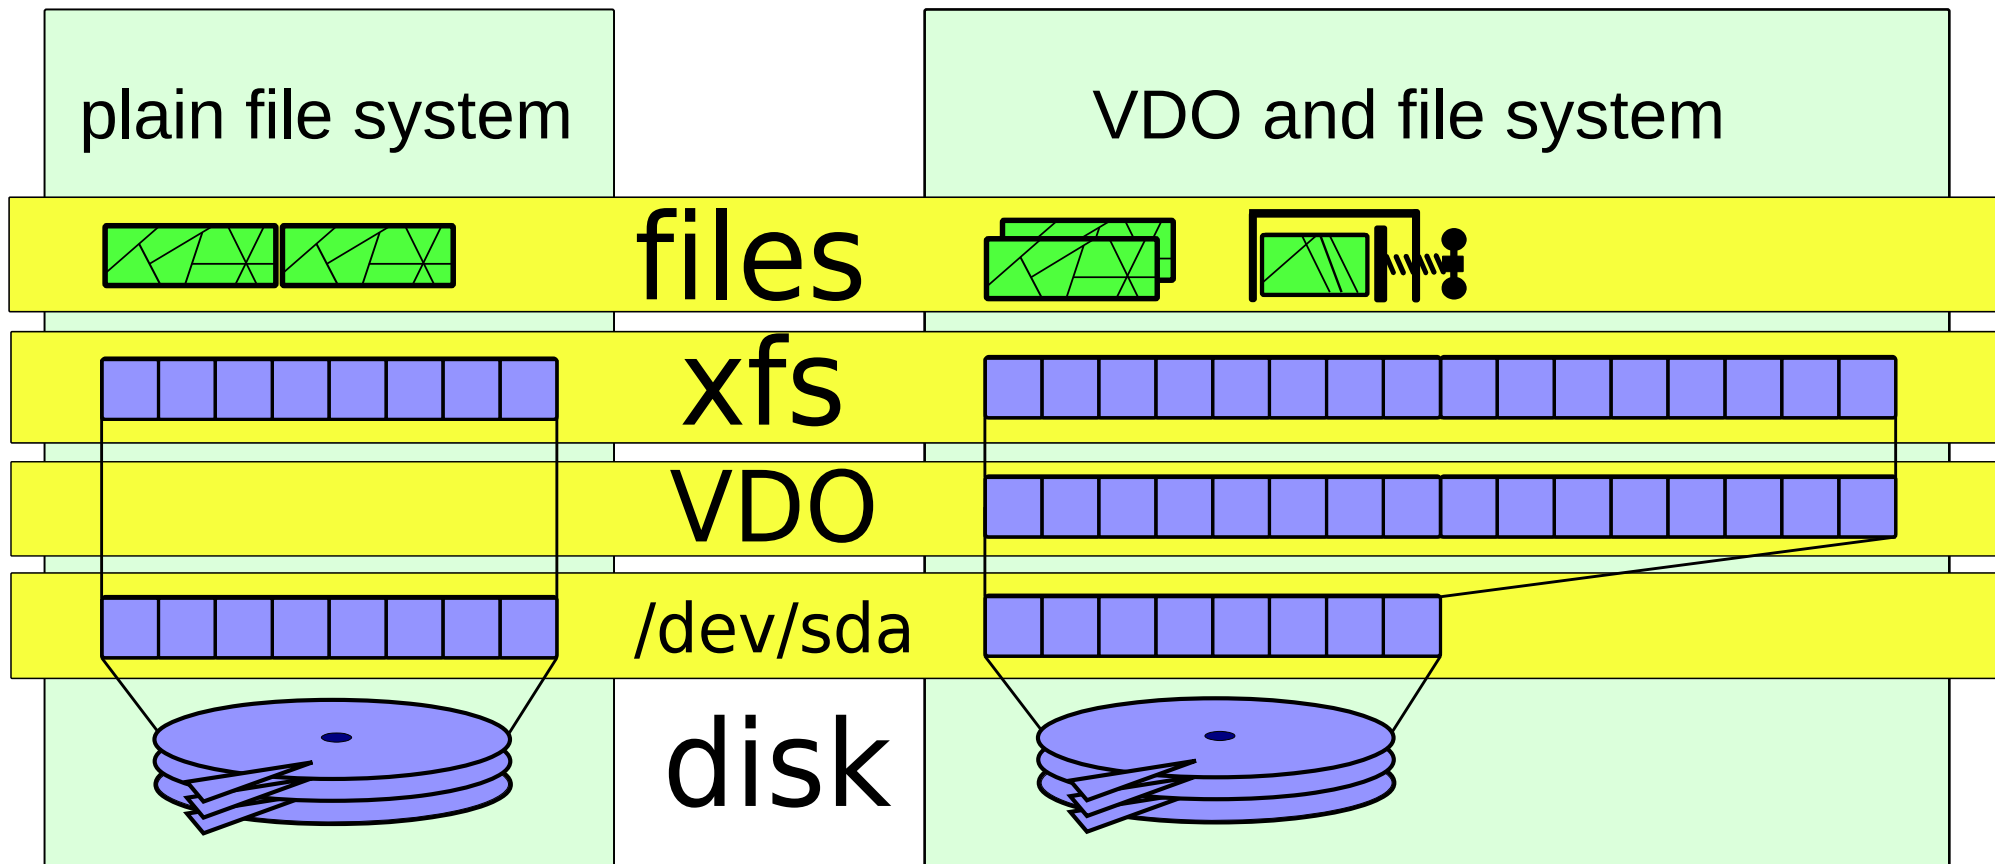 plain file system
VDO and file system
files
xfs
VDO
/dev/sda
disk